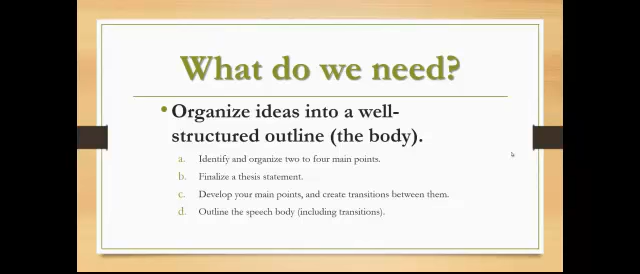 What do we need?
• Organize ideas into a well-
structured outline (the body).
a. Identify and organize two to four main points.
b. Finalize a thesis statement.
c. Develop your main points, and create transitions between them.
d. Outline the speech body (including transitions).